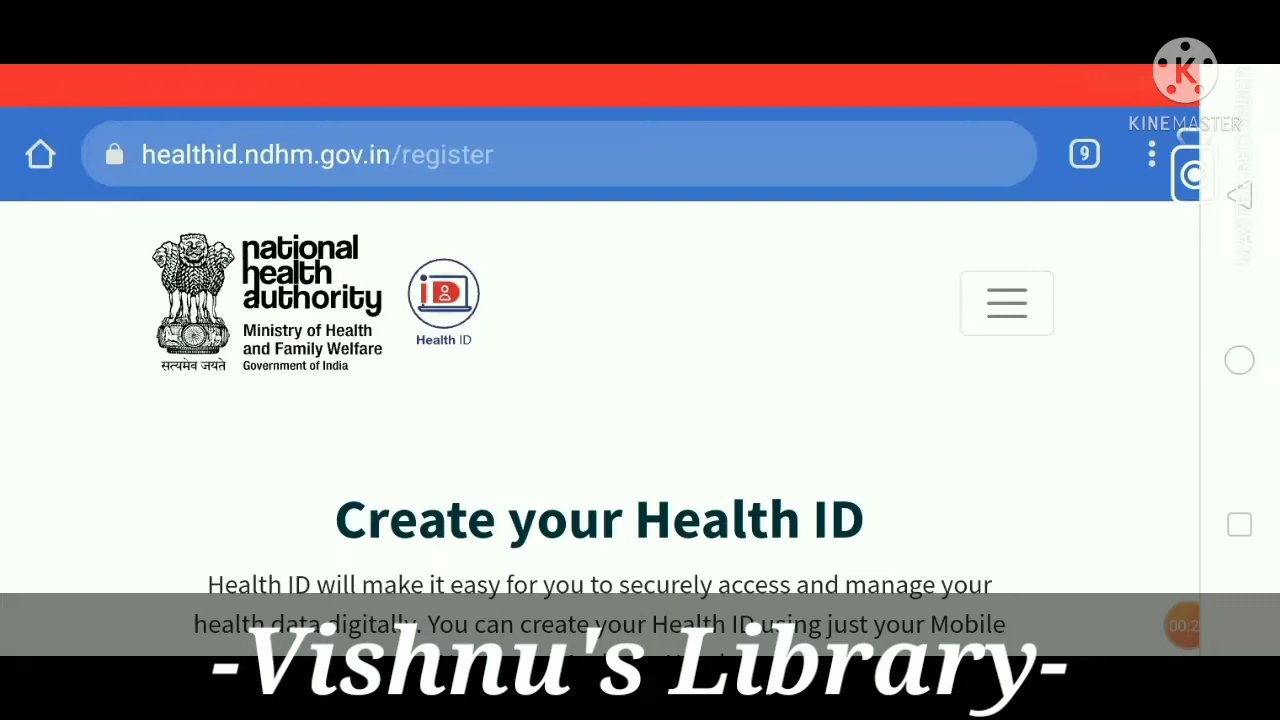 KINEMASTER
healthid.ndhm.gov.in/register
9
national
health
authority
Ministry of Health
and Family Welfare
Government of India
सत्यमेव जयते
iD
Health ID
Create your Health ID
Health ID will make it easy for you to securely access and manage your
health data digitally. You can create your Health ID using just your Mobile
00:2
-Vishnu's Library-